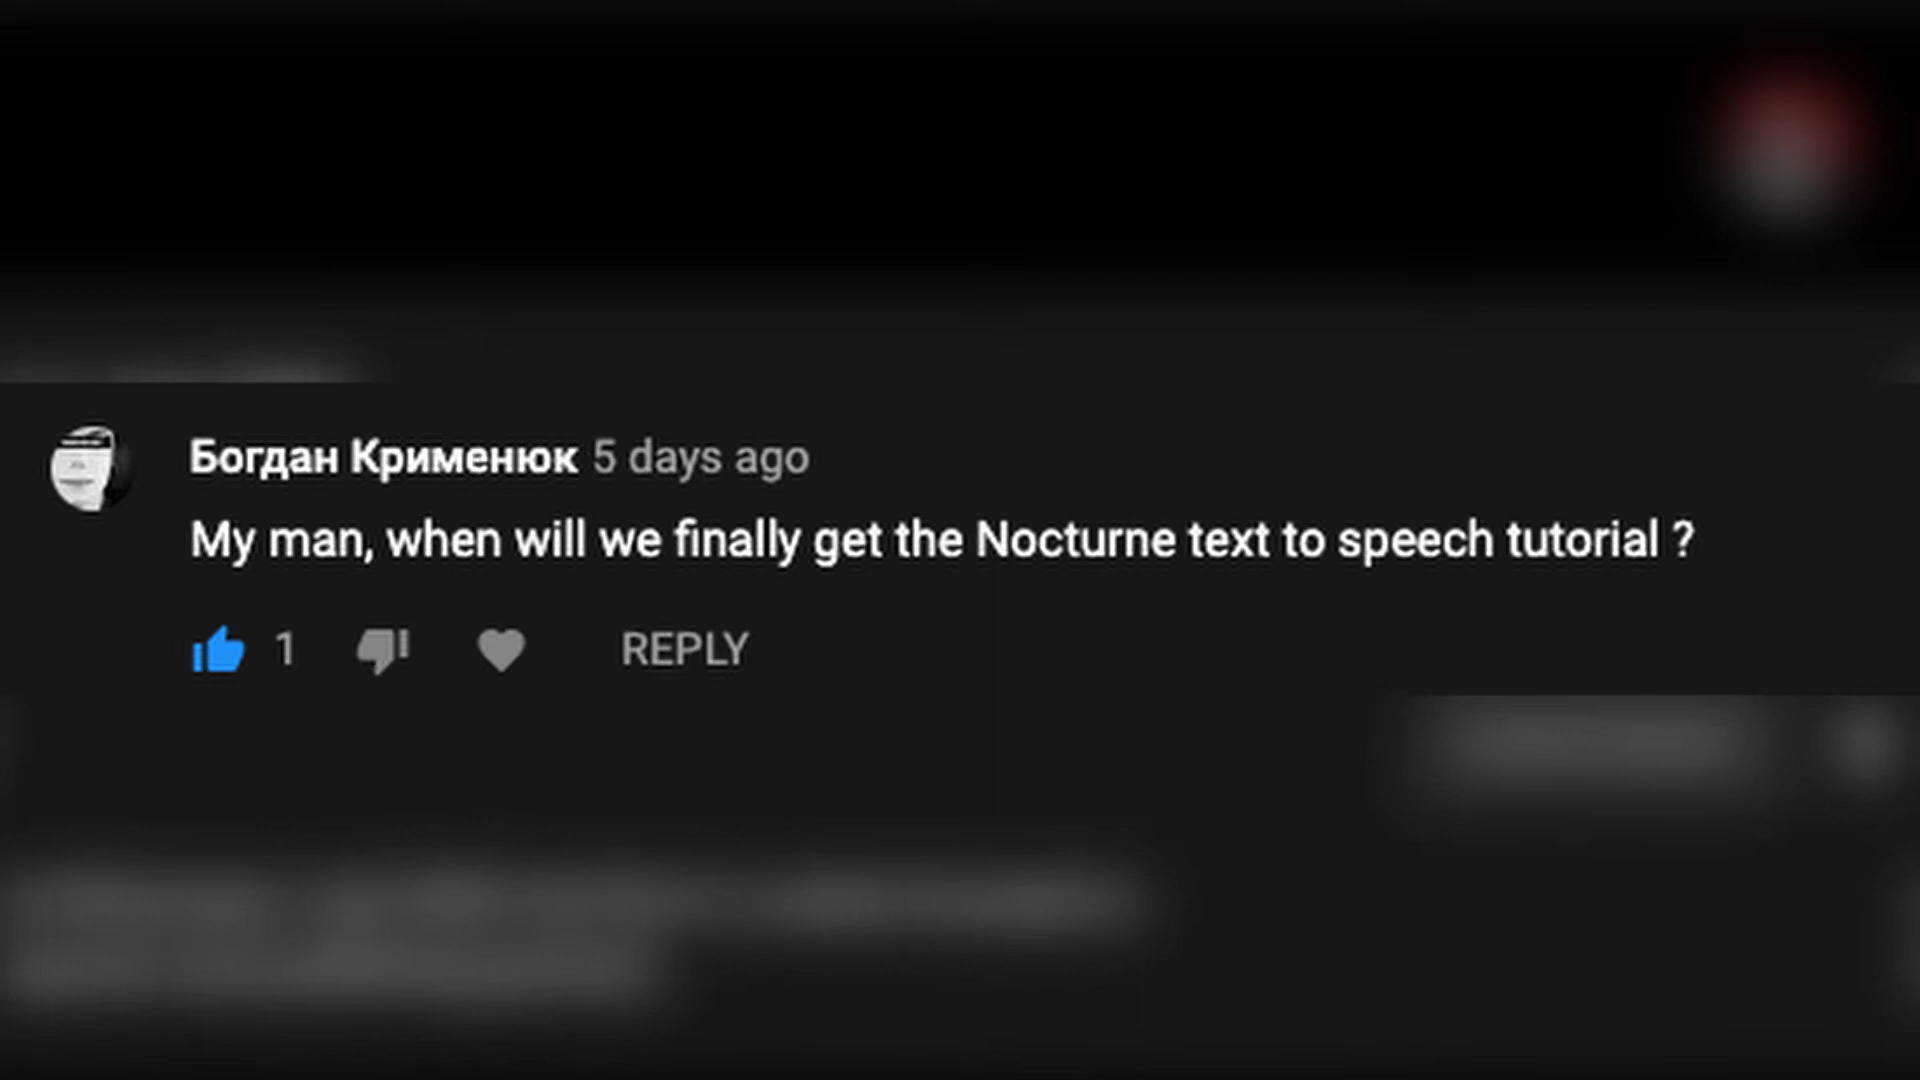 Богдан Крименюк 5 days ago
My man, when will we finally get the Nocturne text to speech tutorial ?
1 REPLY